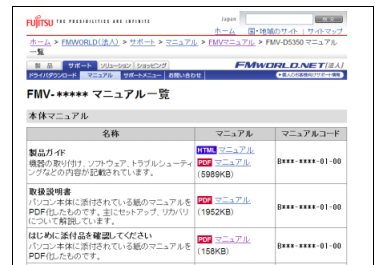 FUJITSU THE POSSIBILITIES ARE INFINITE
Japan
ホーム 国・地域のサイト サイトマップ
ホーム > FMWORLD(法人) > サポート > マニュアル > FMVマニュアル > FMV-D5350 マニュアル一覧
製品 サポート ソリューション ショッピング
FMWORLD.NET[法人]
ドライバダウンロード マニュアル サポートメニュー お問い合わせ
FMV-***** マニュアル一覧
本体マニュアル
名称 マニュアル マニュアルコード
製品ガイド
機器の取り付け、ソフトウェア、トラブルシューティングなどの内容が記載されています。
HTML マニュアル
PDF マニュアル
(5989KB)
B***-****-01-00
取扱説明書
パソコン本体に添付されている紙のマニュアルをPDF化したものです。主にセットアップ、リカバリについて解説しています。
PDF マニュアル
(1952KB)
B***-****-01-00
はじめに添付品を確認してください
パソコン本体に添付されている紙のマニュアルをPDF化したものです。
PDF マニュアル
(158KB)
B***-****-01-00